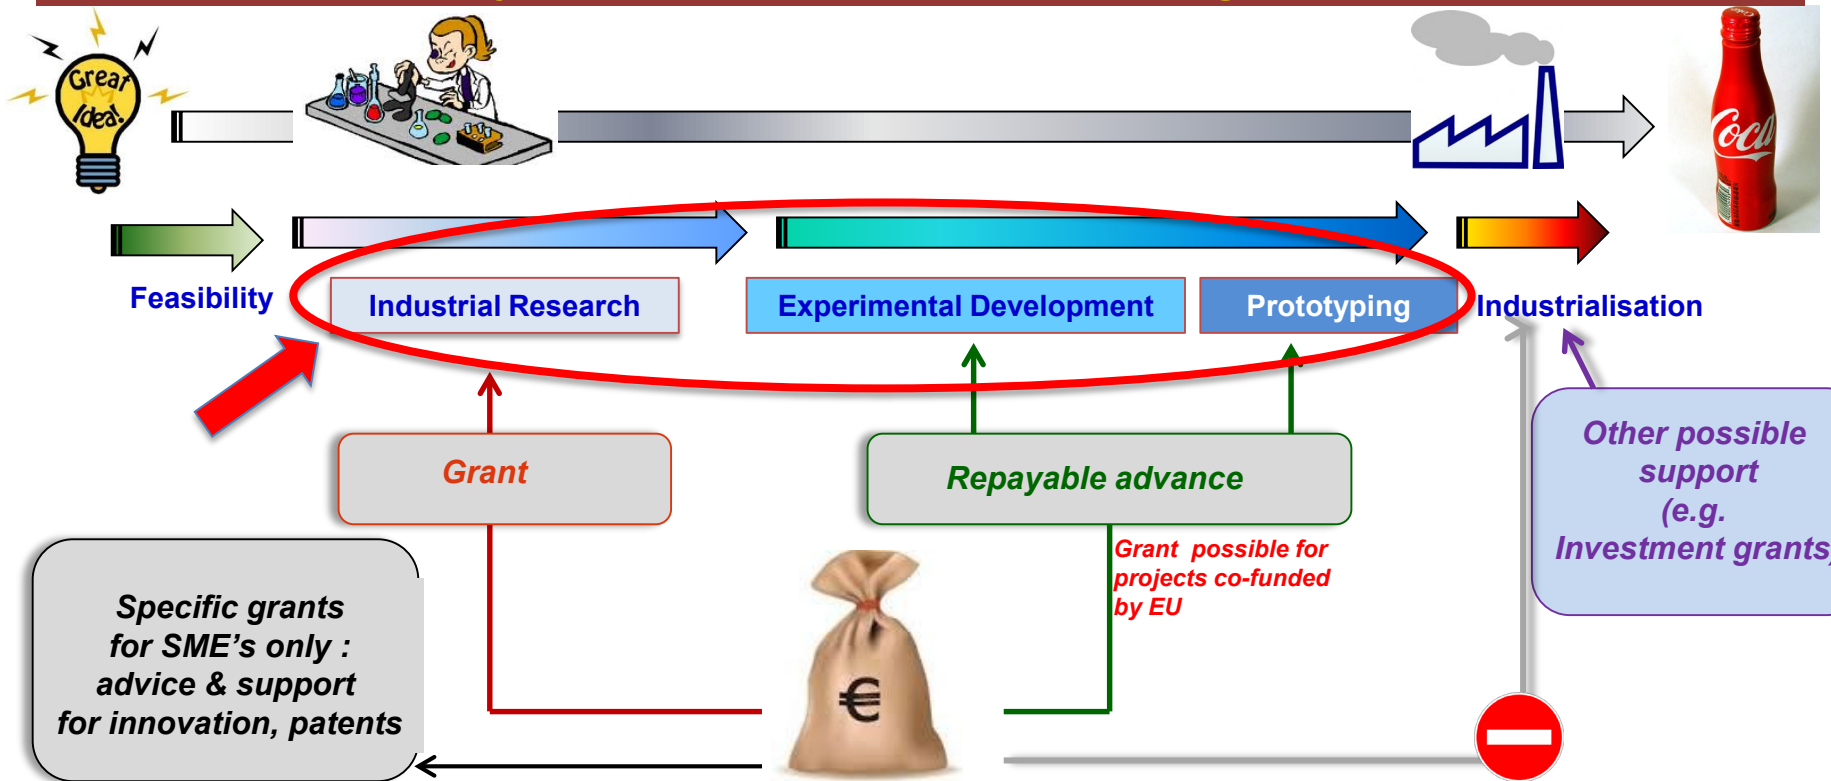 Great
Idea!
Coca
Feasibility
Industrial Research
Experimental Development
Prototyping
Industrialisation
Grant
Repayable advance
Other possible
support
(e.g.
Investment grants
Grant possible for
projects co-funded
by EU
Specific grants
for SME's only :
advice & support
for innovation, patents
€